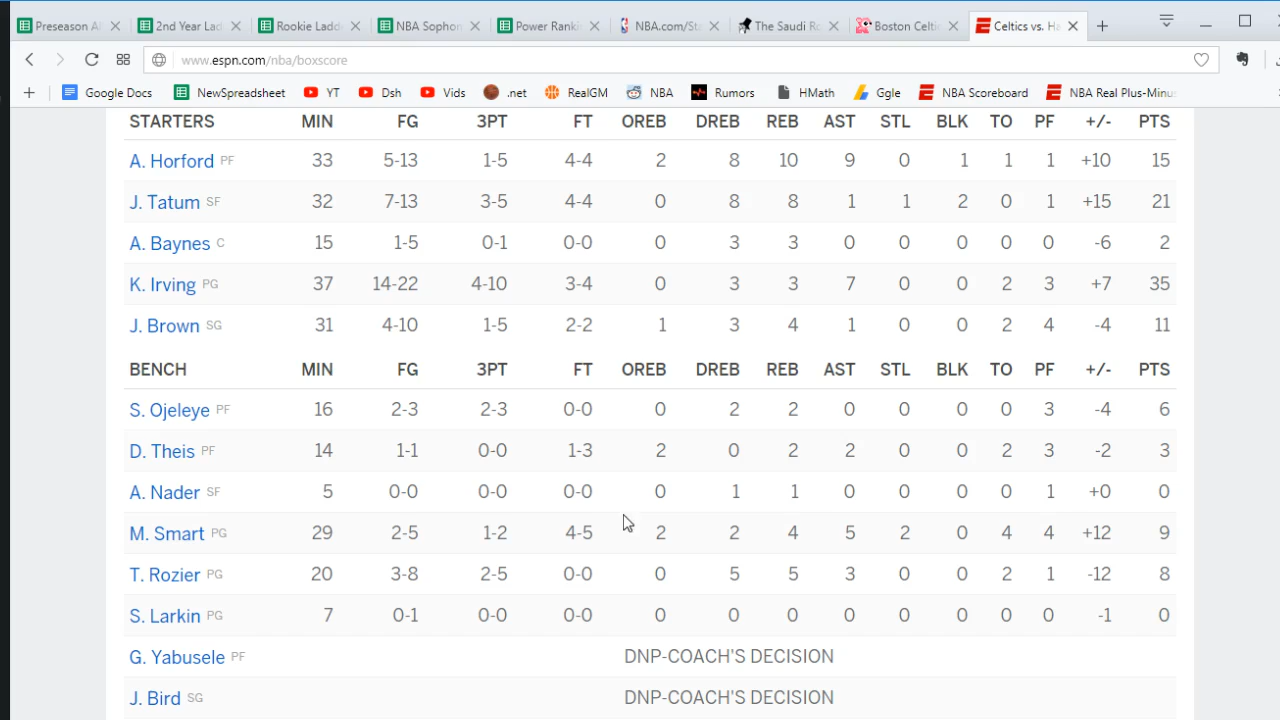 Preseason Al 2nd Year Lad Rookie Ladd NBA Sophon Power Rank NBA.com/St The Saudi R Boston Celti Celtics vs. Ha
www.espn.com/nba/boxscore
Google Docs NewSpreadsheet YT Dsh Vids .net RealGM NBA Rumors HMath Ggle NBA Scoreboard NBA Real Plus-Minu
STARTERS MIN FG 3PT FT OREB DREB REB AST STL BLK TO PF +/- PTS
A. Horford PF 33 5-13 1-5 4-4 2 8 10 9 0 1 1 1 +10 15
J. Tatum SF 32 7-13 3-5 4-4 0 8 8 1 1 2 0 1 +15 21
A. Baynes C 15 1-5 0-1 0-0 0 3 3 0 0 0 0 0 -6 2
K. Irving PG 37 14-22 4-10 3-4 0 3 3 7 0 0 2 3 +7 35
J. Brown SG 31 4-10 1-5 2-2 1 3 4 1 0 0 2 4 -4 11
BENCH MIN FG 3PT FT OREB DREB REB AST STL BLK TO PF +/- PTS
S. Ojeleye PF 16 2-3 2-3 0-0 0 2 2 0 0 0 0 3 -4 6
D. Theis PF 14 1-1 0-0 1-3 2 0 2 2 0 0 2 3 -2 3
A. Nader SF 5 0-0 0-0 0-0 0 1 1 0 0 0 0 1 +0 0
M. Smart PG 29 2-5 1-2 4-5 2 2 4 5 2 0 4 4 +12 9
T. Rozier PG 20 3-8 2-5 0-0 0 5 5 3 0 0 2 1 -12 8
S. Larkin PG 7 0-1 0-0 0-0 0 0 0 0 0 0 0 0 -1 0
G. Yabusele PF DNP-COACH'S DECISION
J. Bird SG DNP-COACH'S DECISION